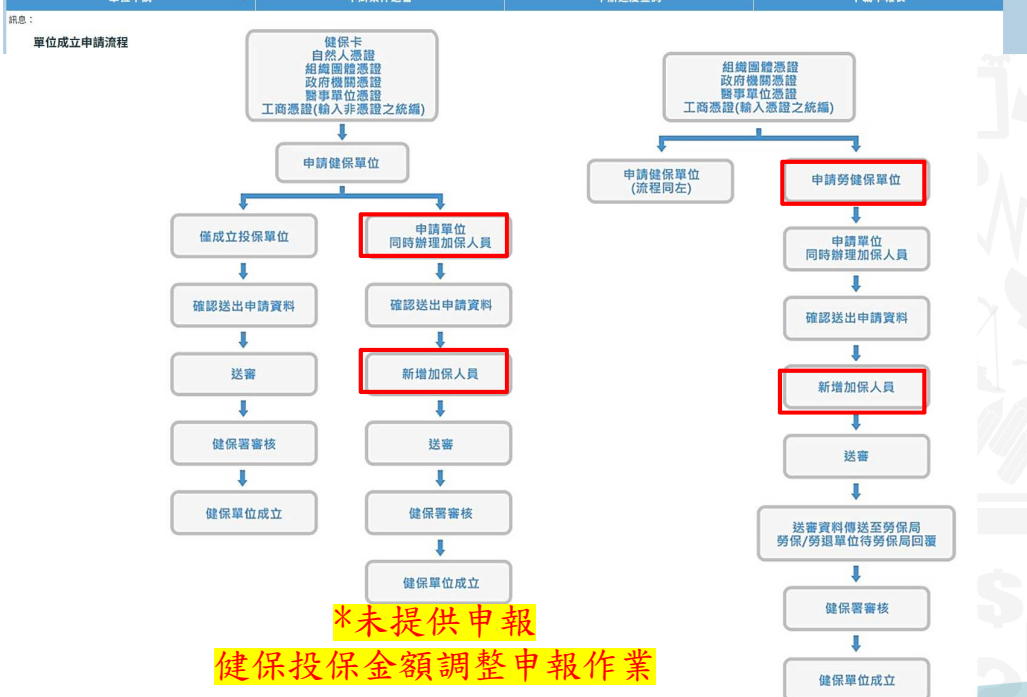 訊息：
單位成立申請流程
健保卡
自然人憑證
組織團體憑證
政府機關憑證
醫事單位憑證
工商憑證(輸入非憑證之統編)
申請健保單位
僅成立投保單位
確認送出申請資料
送審
健保署審核
健保單位成立
申請單位
同時辦理加保人員
確認送出申請資料
新增加保人員
送審
健保署審核
健保單位成立
組織團體憑證
政府機關憑證
醫事單位憑證
工商憑證(輸入憑證之統編)
申請健保單位
(流程同左)
申請勞健保單位
申請單位
同時辦理加保人員
確認送出申請資料
新增加保人員
送審
送審資料傳送至勞保局
勞保/勞退單位待勞保局回覆
健保署審核
健保單位成立
*未提供申報
健保投保金額調整申報作業